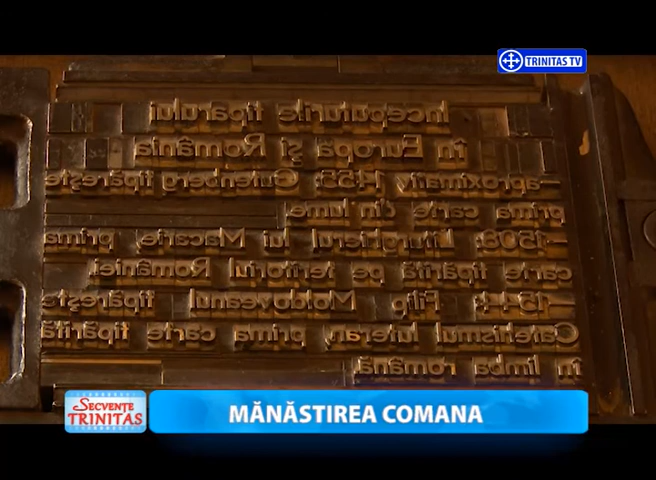 TRINITAS TV
Începuturile tiparului
în Europa și România
—aproximativ 1455: Gutenberg tipărește
prima carte din lume
—1508: Liturghierul lui Macarie, prima
carte tipărită pe teritoriul României
—1544: Filip Moldoveanul tipărește
Catehismul luteran, prima carte tipărită
în limba română
SECVENȚE
TRINITAS
MĂNĂSTIREA COMANA